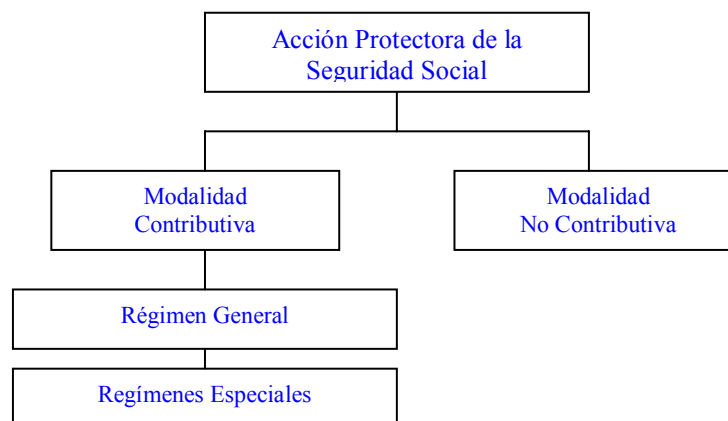 Acción Protectora de la
Seguridad Social
Modalidad
Contributiva
Modalidad
No Contributiva
Régimen General
Regímenes Especiales